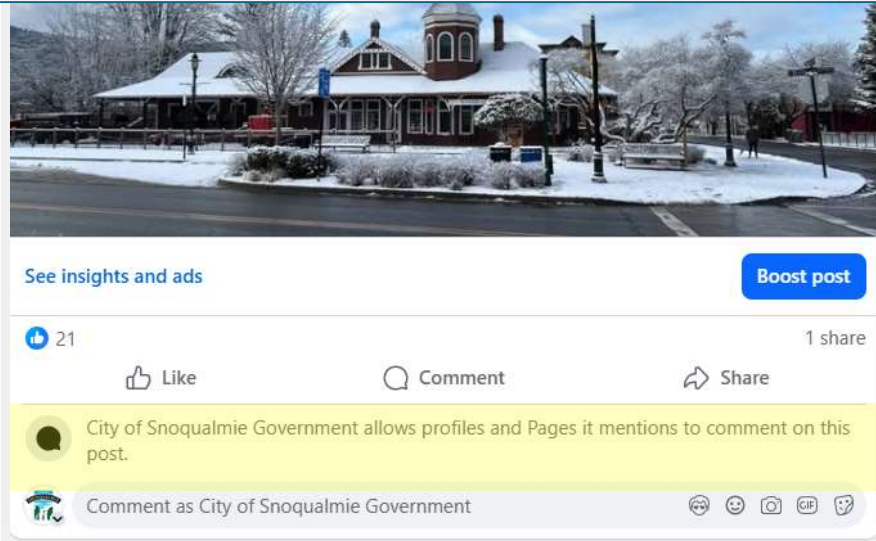 See insights and ads
Boost post
21
1 share
Like
Comment
Share
City of Snoqualmie Government allows profiles and Pages it mentions to comment on this
post.
Comment as City of Snoqualmie Government
GIF